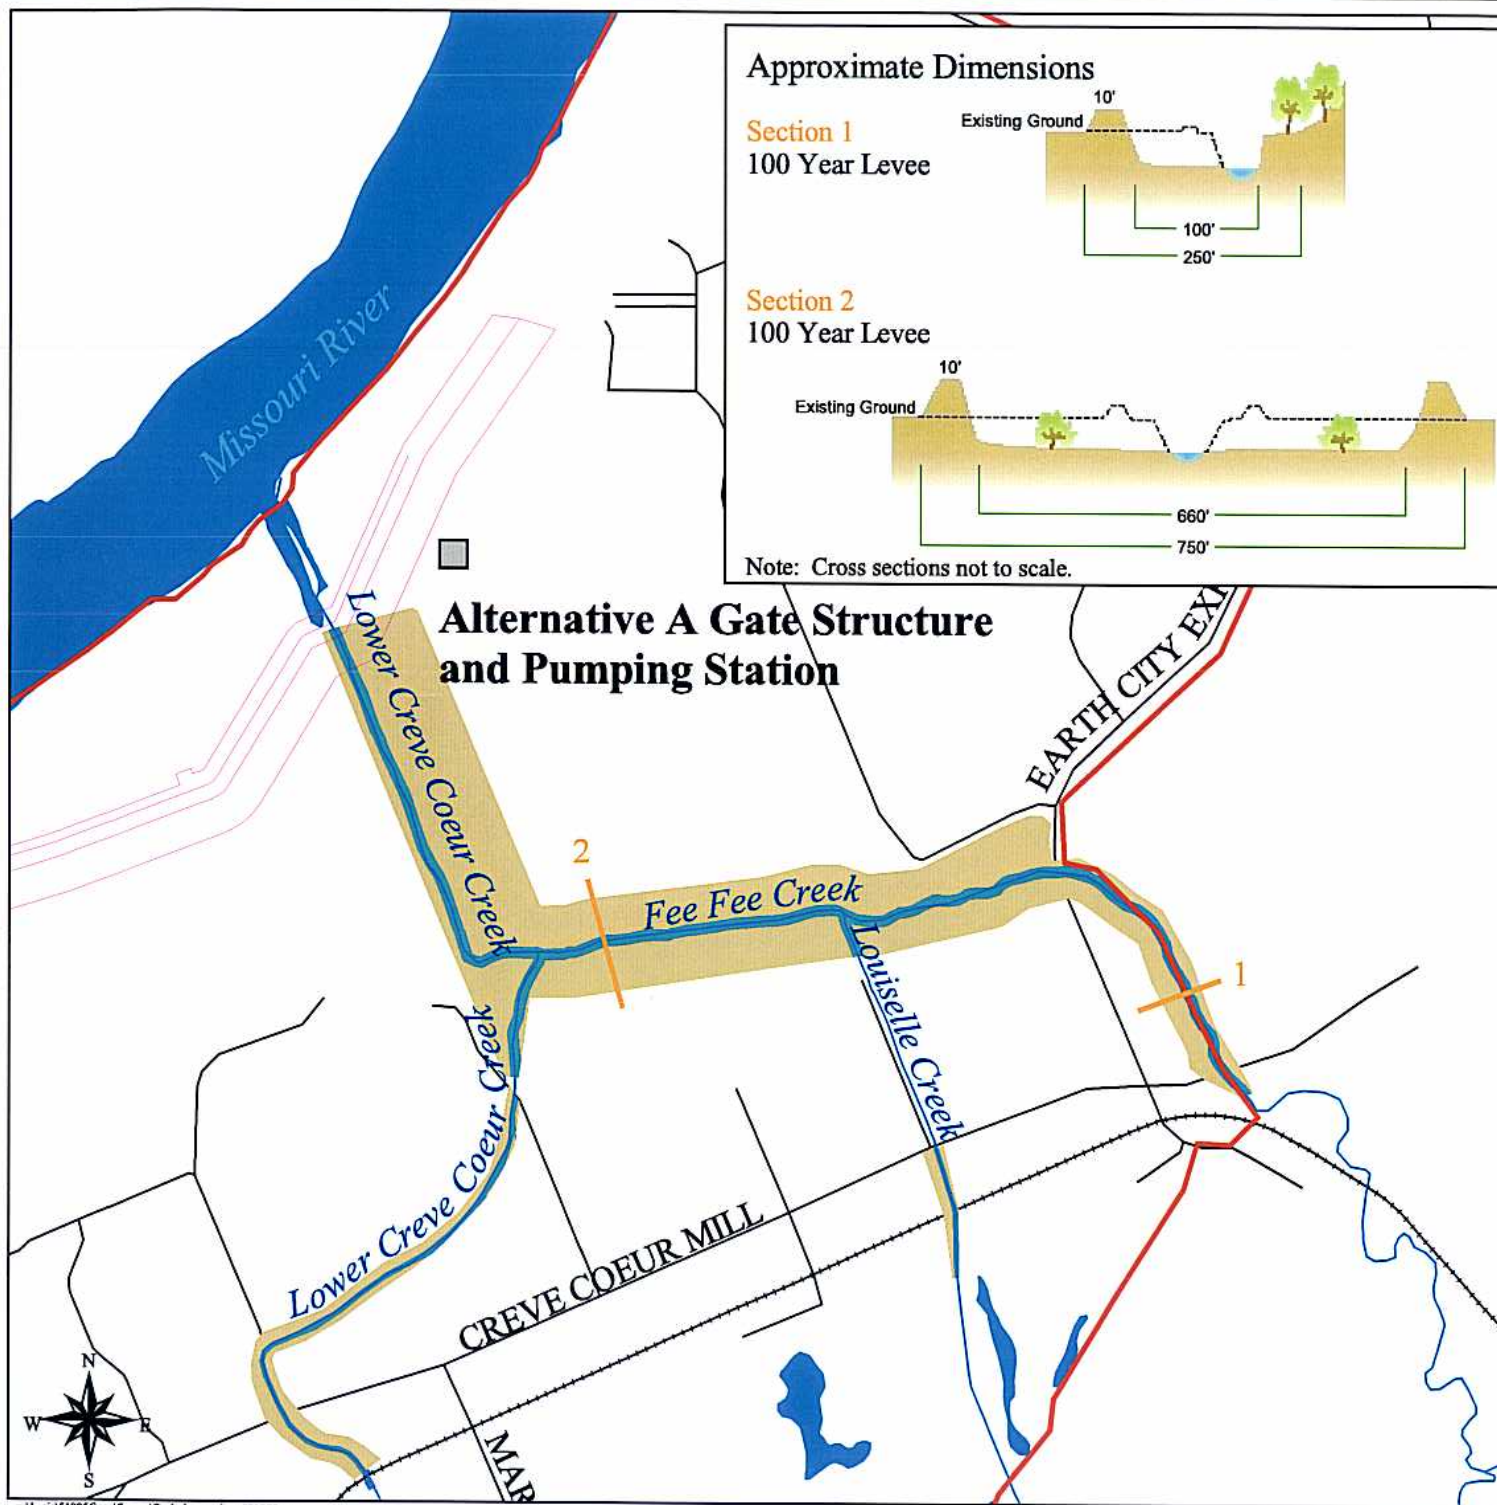 Approximate Dimensions
Section 1
100 Year Levee
10'
Existing Ground
100'
250'
Section 2
100 Year Levee
10'
Existing Ground
660'
750'
Note: Cross sections not to scale.
Missouri River
Alternative A Gate Structure
and Pumping Station
EARTH CITY EX
Lower Creve Coeur Creek
2
Fee Fee Creek
Louiselle Creek
1
Lower Creve Coeur Creek
CREVE COEUR MILL
MAR
N
W
E
S